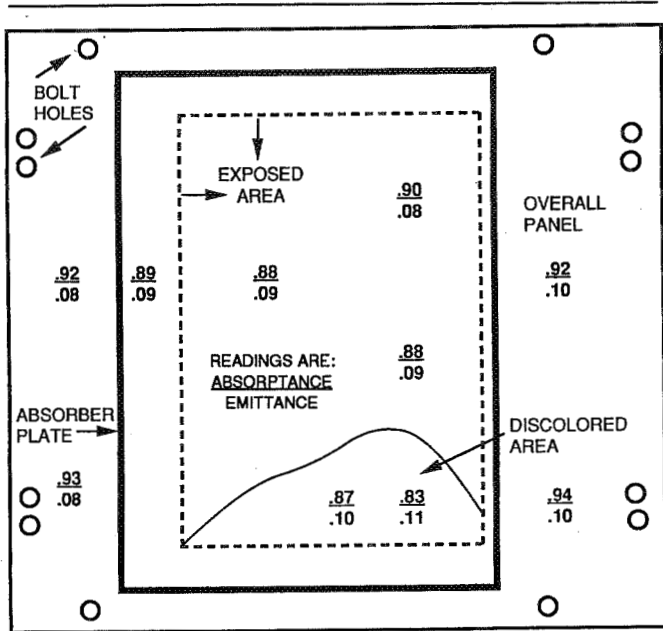 BOLT
HOLES
EXPOSED
AREA
.90
.08
OVERALL
PANEL
.92
.08
.89
.09
.88
.09
.92
.10
READINGS ARE:
ABSORPTANCE
EMITTANCE
.88
.09
ABSORBER
PLATE
DISCOLORED
AREA
.93
.08
.87
.10
.83
.11
.94
.10